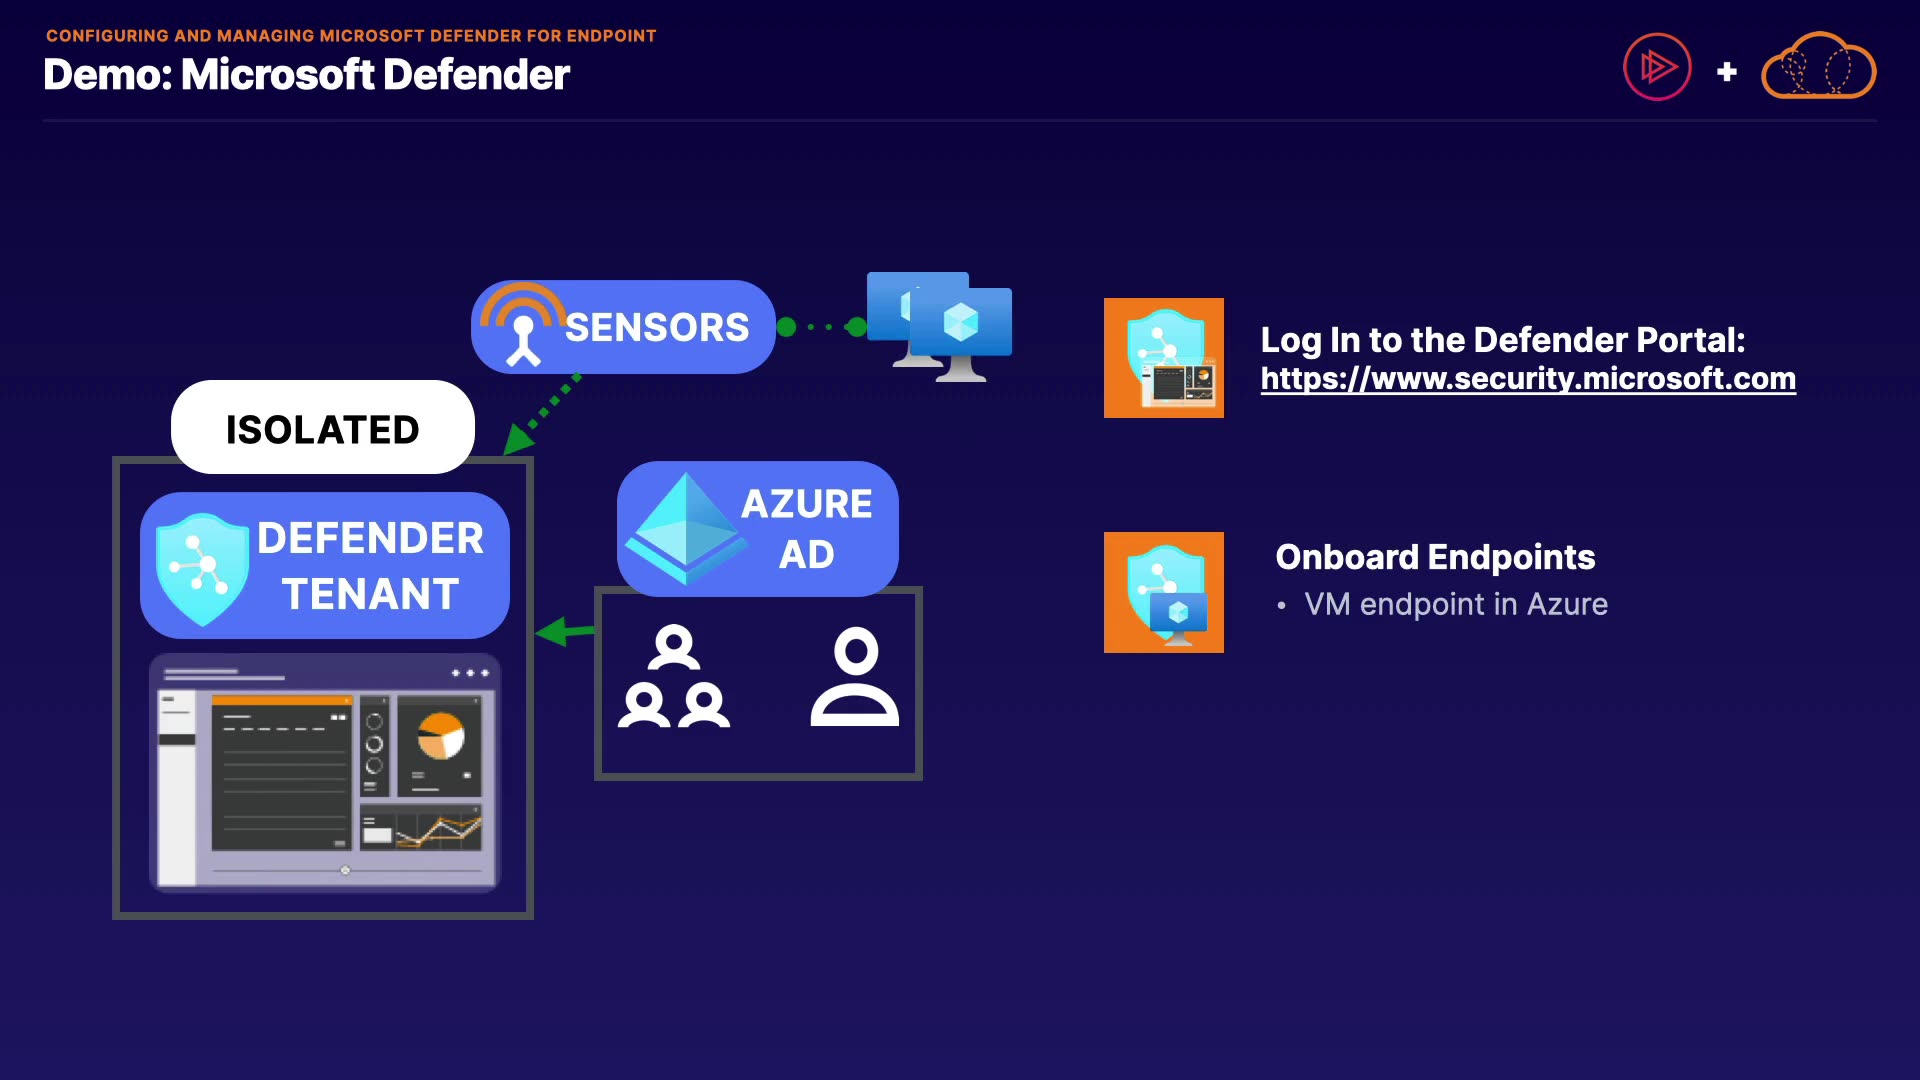 CONFIGURING AND MANAGING MICROSOFT DEFENDER FOR ENDPOINT
Demo: Microsoft Defender
SENSORS
ISOLATED
DEFENDER
TENANT
AZURE
AD
Log In to the Defender Portal:
https://www.security.microsoft.com
Onboard Endpoints
• VM endpoint in Azure